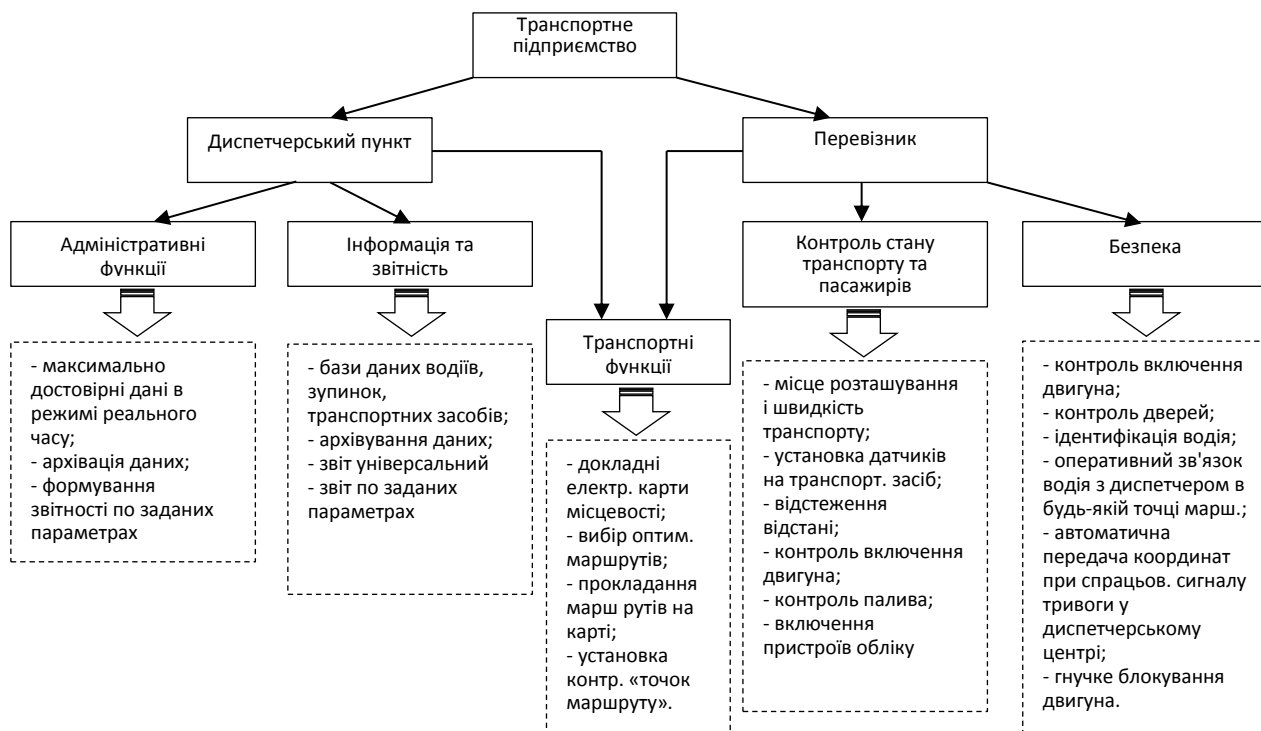 Транспортне
підприємство
Диспетчерський пункт
Перевізник
Адміністративні
функції
Інформація та
звітність
Контроль стану
транспорту та
пасажирів
Безпека
Транспортні
функції
- максимально
достовірні дані в
режимі реального
часу;
- архівація даних;
- формування
звітності по заданих
параметрах
- бази даних водіїв,
зупинок,
транспортних засобів;
- архівування даних;
- звіт універсальний
- звіт по заданих
параметрах
- докладні
електр. карти
місцевості;
- вибір оптим.
маршрутів;
- прокладання
марш рутів на
карті;
- установка
контр. «точок
маршруту».
- місце розташування
і швидкість
транспорту;
- установка датчиків
на транспорт. засіб;
- відстеження
відстані;
- контроль включення
двигуна;
- контроль палива;
- включення
пристроїв обліку
- контроль включення
двигуна;
- контроль дверей;
- ідентифікація водія;
- оперативний зв'язок
водія з диспетчером в
будь-якій точці марш.;
- автоматична
передача координат
при спрацьов. сигналу
тривоги у
диспетчерському
центрі;
- гнучке блокування
двигуна.